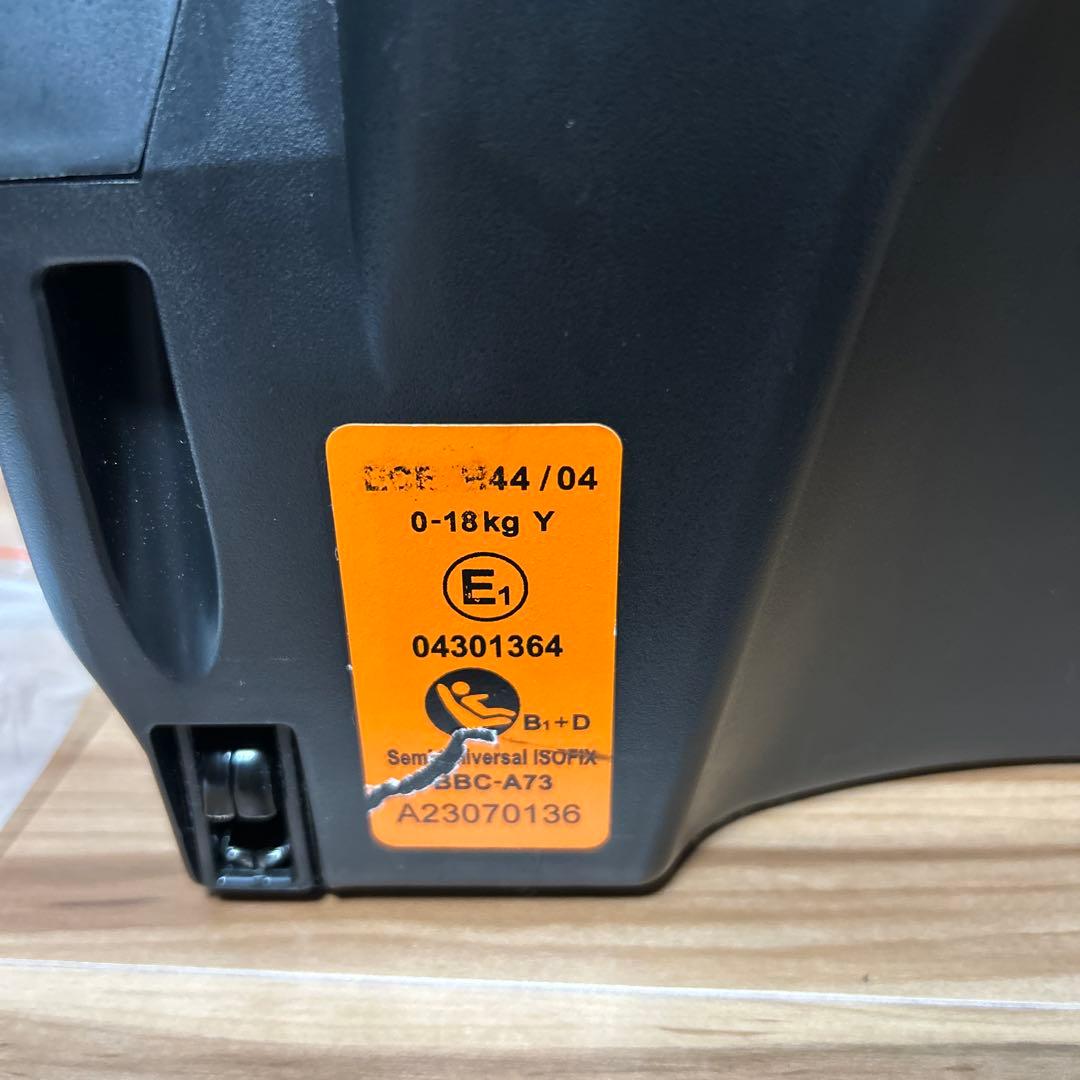 44/04
0-18kg Y
E1
04301364
B1+D
ISOFIX
BBC-A73
A23070136